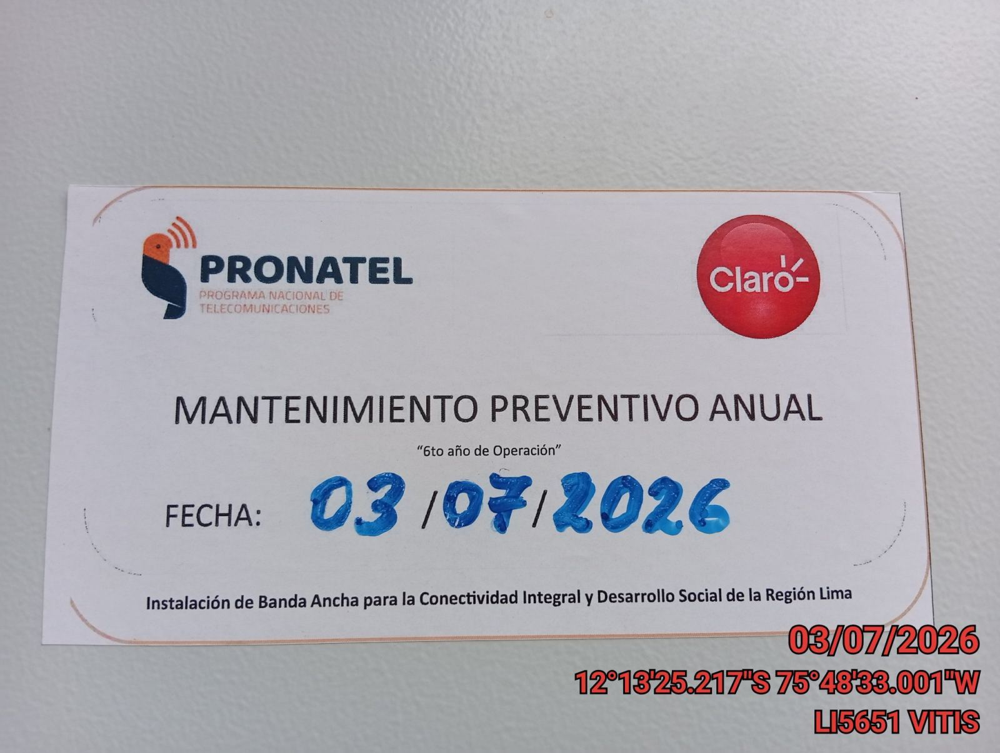 PRONATEL
PROGRAMA NACIONAL DE
TELECOMUNICACIONES
Claro
MANTENIMIENTO PREVENTIVO ANUAL
“6to año de Operación”
FECHA: 03/07/2026
Instalación de Banda Ancha para la Conectividad Integral y Desarrollo Social de la Región Lima
03/07/2026
12°13'25.217"S 75°48'33.001"W
LI5651 VITIS